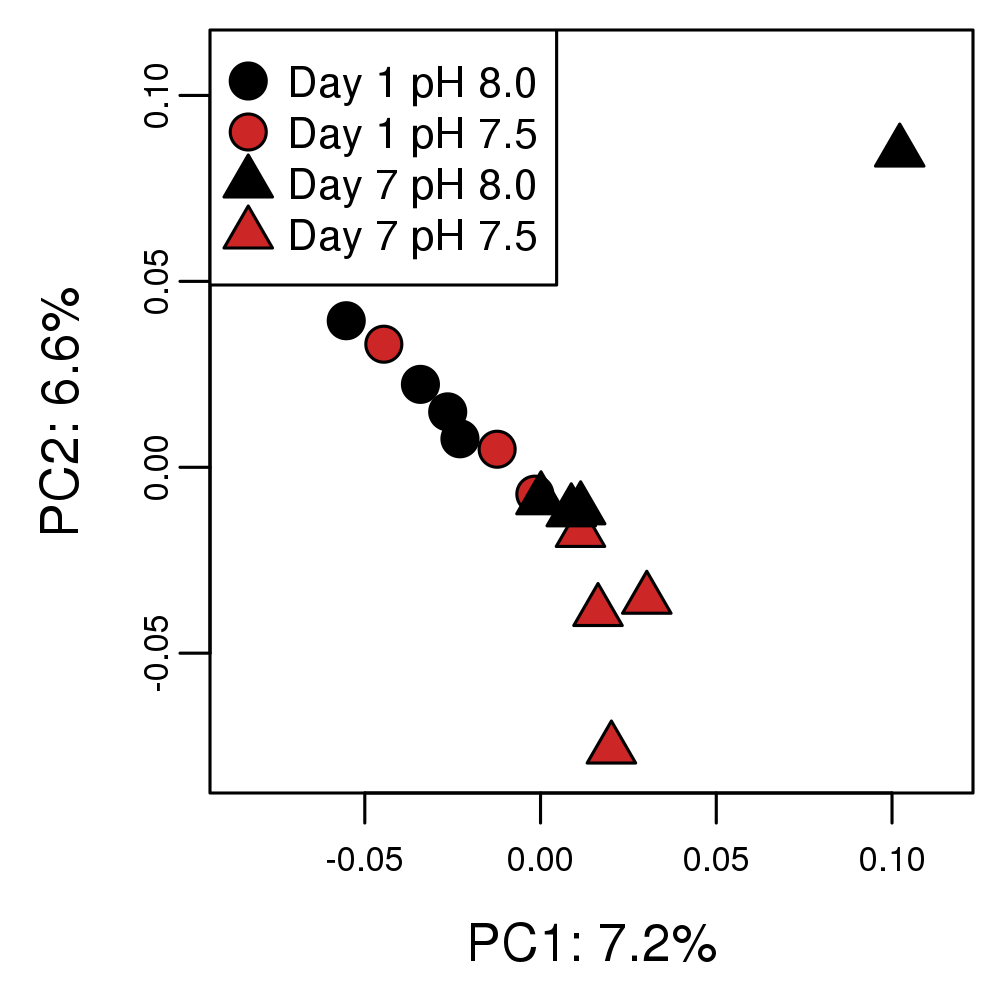 Day 1 pH 8.0
Day 1 pH 7.5
Day 7 pH 8.0
Day 7 pH 7.5
0.10
0.05
0.00
-0.05
PC2: 6.6%
-0.05
0.00
0.05
0.10
PC1: 7.2%